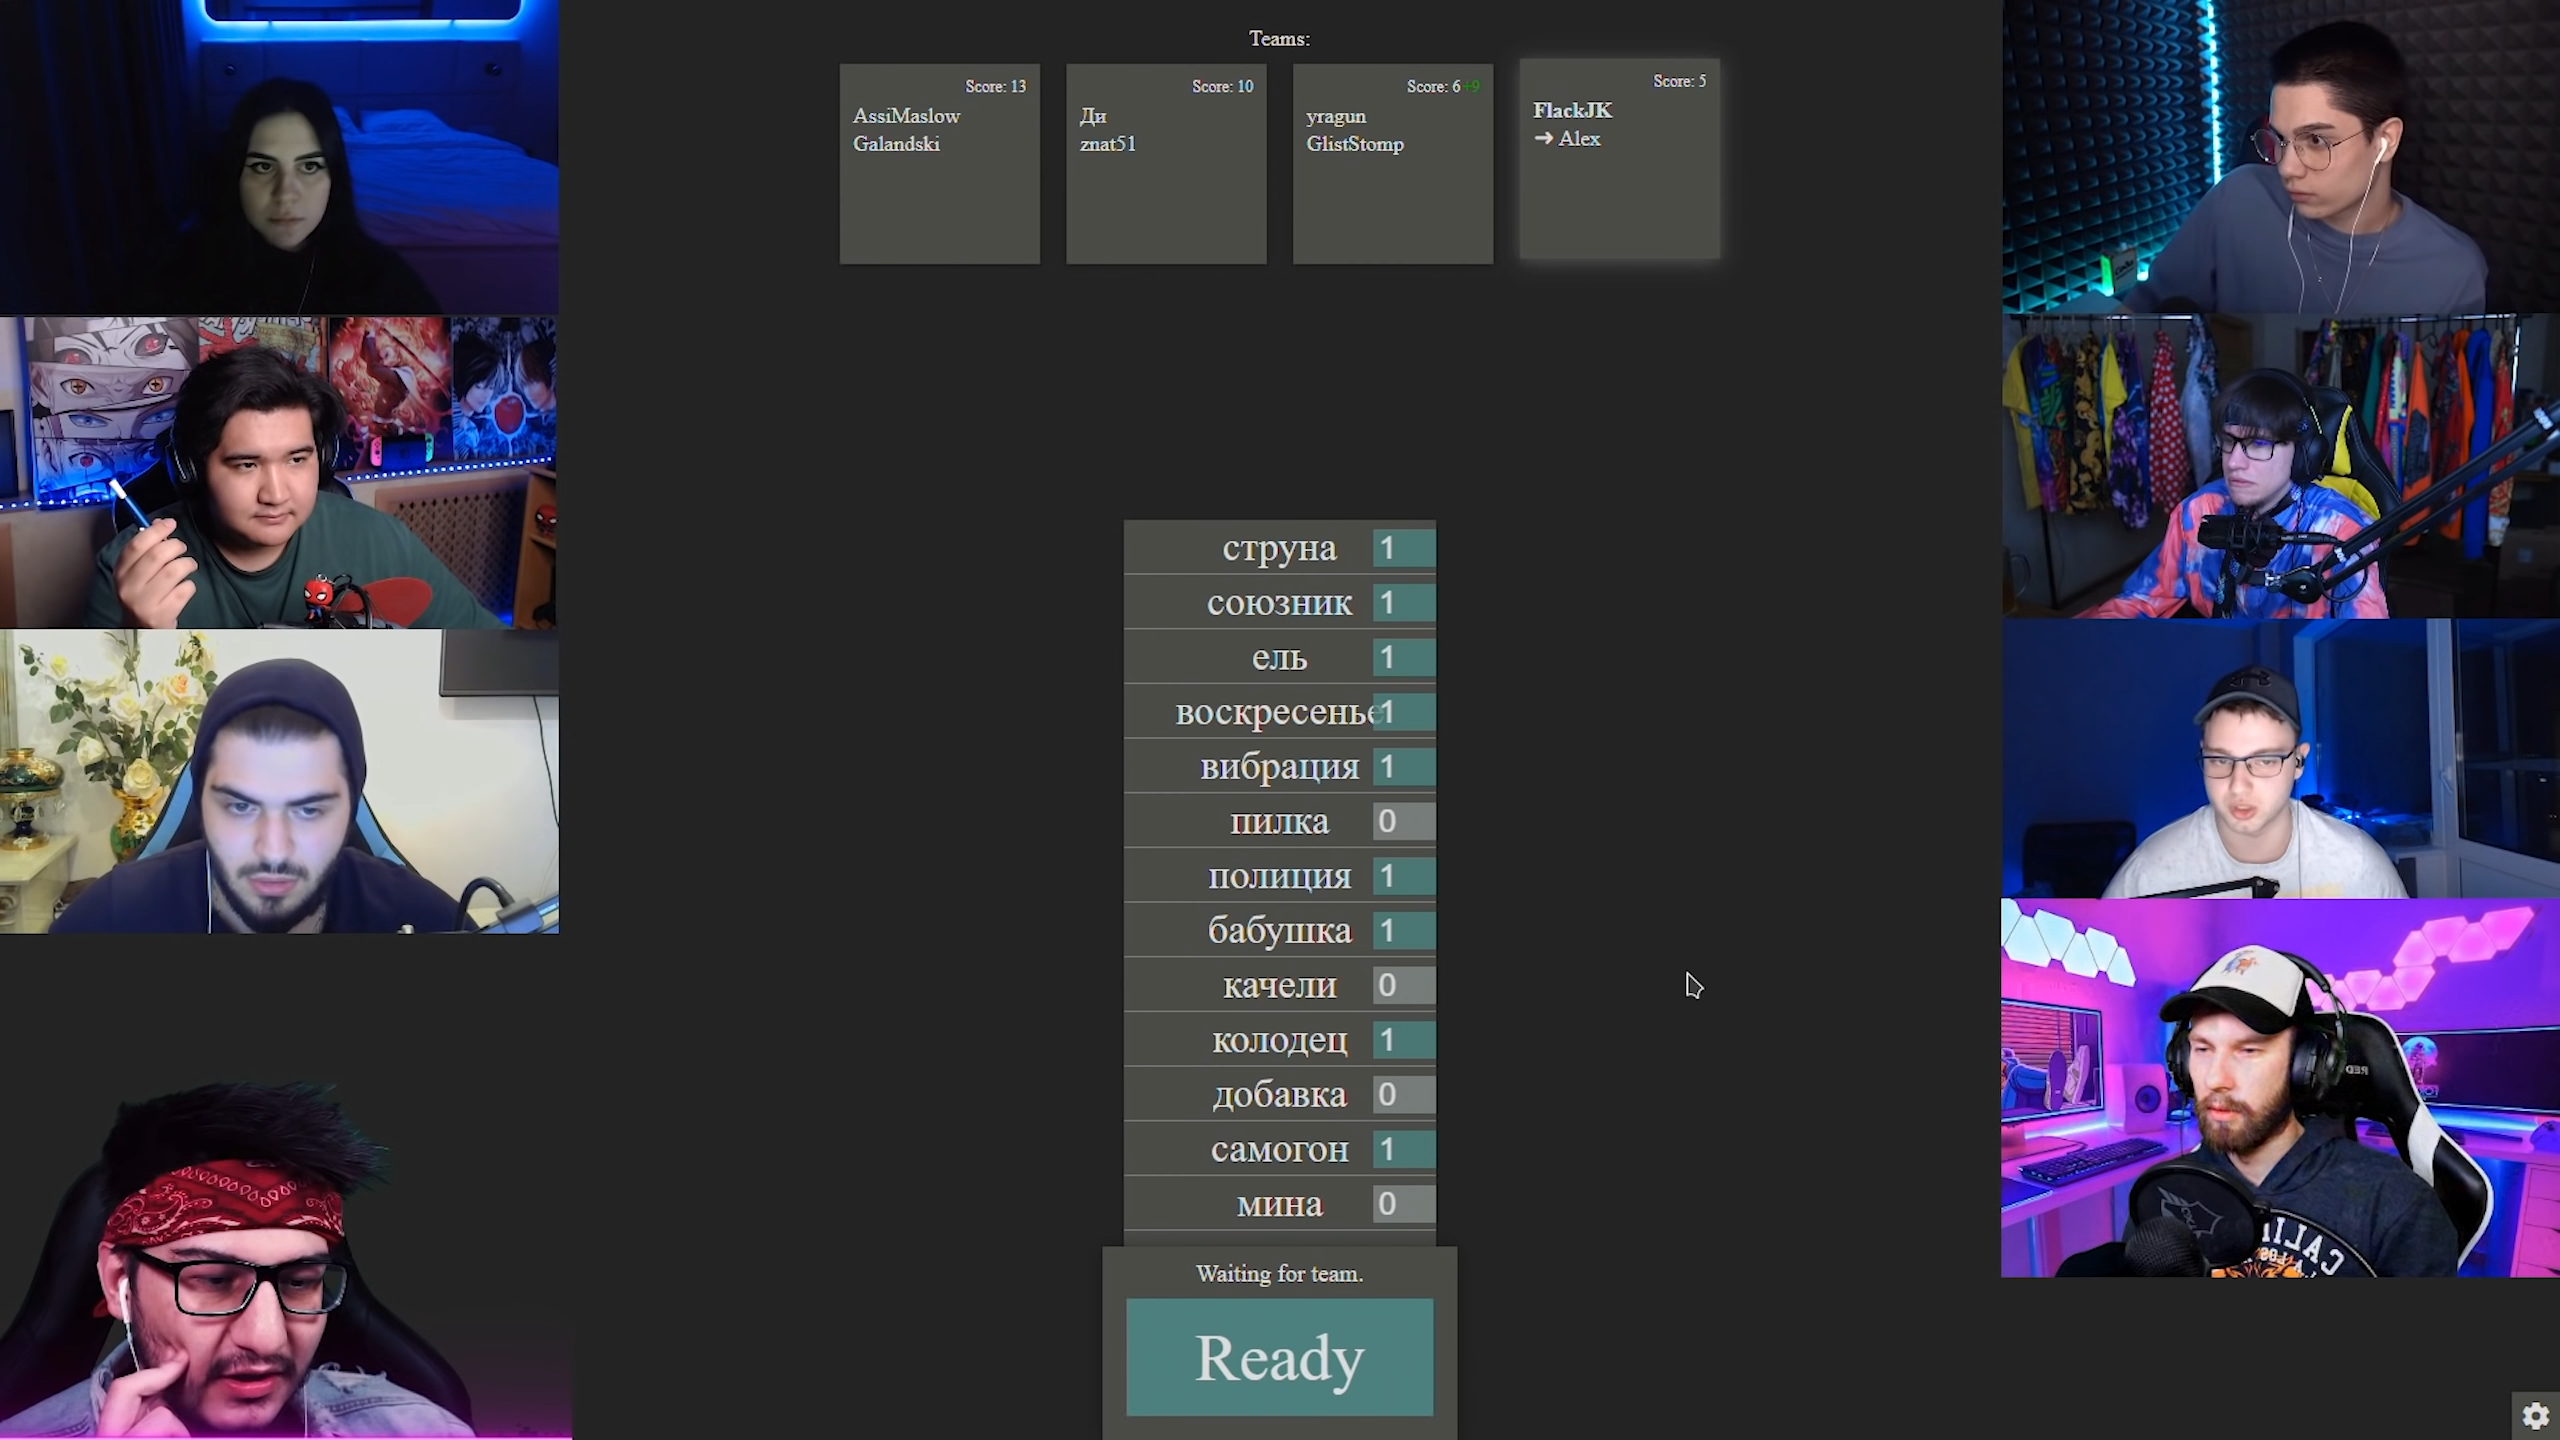 Teams:
Score: 13
AssiMaslow
Galandski
Score: 10
Ди
znat51
Score: 6 +9
yragun
GlistStomp
Score: 5
FlackJK
➜ Alex
струна 1
союзник 1
ель 1
воскресенье 1
вибрация 1
пилка 0
полиция 1
бабушка 1
качели 0
колодец 1
добавка 0
самогон 1
мина 0
Waiting for team.
Ready